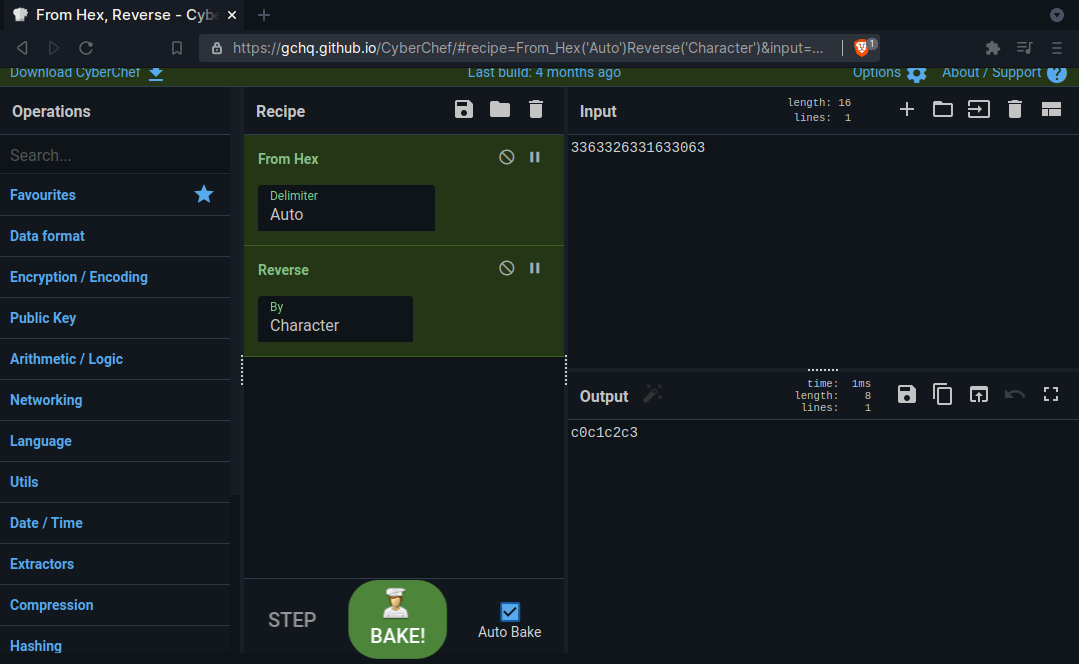 From Hex, Reverse - Cybe
https://gchq.github.io/CyberChef/#recipe=From_Hex('Auto')Reverse('Character')&input=...
1
Download CyberChef
Last build: 4 months ago
Options
About / Support
?
Operations
Search...
Favourites
Data format
Encryption / Encoding
Public Key
Arithmetic / Logic
Networking
Language
Utils
Date / Time
Extractors
Compression
Hashing
Recipe
From Hex
Delimiter
Auto
Reverse
By
Character
STEP
BAKE!
Auto Bake
Input
length: 16
lines: 1
3363326331633063
Output
time: 1ms
length: 8
lines: 1
c0c1c2c3